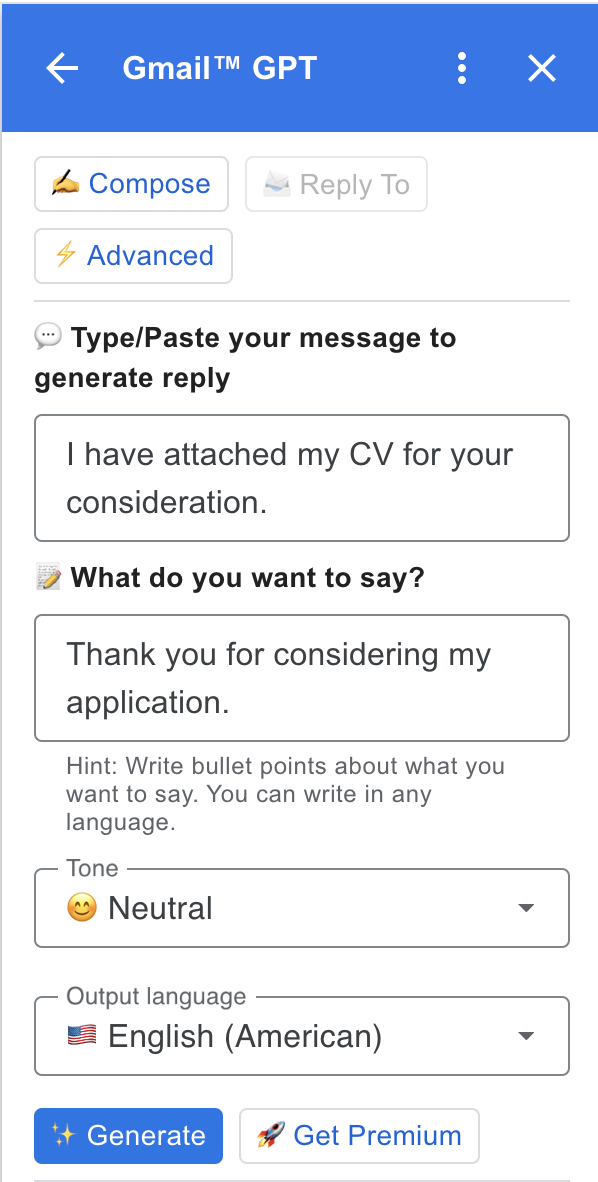 Gmail™ GPT
✍️ Compose
📨 Reply To
⚡ Advanced
💬 Type/Paste your message to
generate reply
I have attached my CV for your
consideration.
📝 What do you want to say?
Thank you for considering my
application.
Hint: Write bullet points about what you
want to say. You can write in any
language.
Tone
😊 Neutral
Output language
🇺🇸 English (American)
✨ Generate
🚀 Get Premium